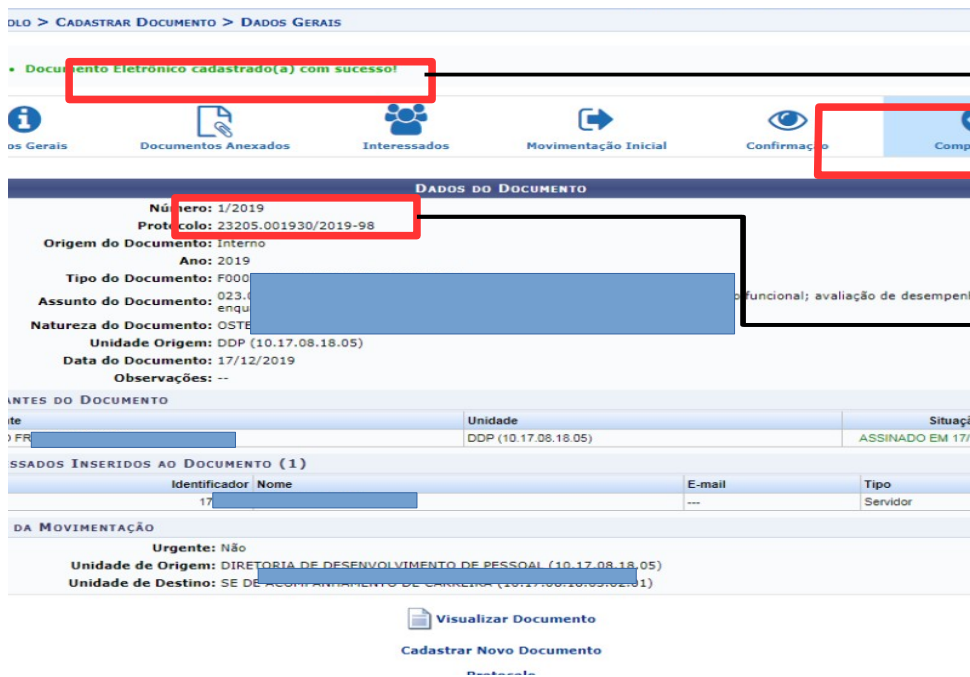 OLO > CADASTRAR DOCUMENTO > DADOS GERAIS
• Documento Eletrônico cadastrado(a) com sucesso!
os Gerais Documentos Anexados Interessados Movimentação Inicial Confirmação Comp
DADOS DO DOCUMENTO
Número: 1/2019
Protocolo: 23205.001930/2019-98
Origem do Documento: Interno
Ano: 2019
Tipo do Documento: F000
Assunto do Documento: 023. funcional; avaliação de desempenh
enqu
Natureza do Documento: OSTE
Unidade Origem: DDP (10.17.08.18.05)
Data do Documento: 17/12/2019
Observações: --
ANTES DO DOCUMENTO
te Unidade Situaçã
FR DDP (10.17.08.18.05) ASSINADO EM 17/
SSADOS INSERIDOS AO DOCUMENTO (1)
Identificador Nome E-mail Tipo
17 --- Servidor
DA MOVIMENTAÇÃO
Urgente: Não
Unidade de Origem: DIRETORIA DE DESENVOLVIMENTO DE PESSOAL (10.17.08.18.05)
Unidade de Destino: SE DE ACOMPANHAMENTO DE CARREIRA
Visualizar Documento
Cadastrar Novo Documento
Protocolo